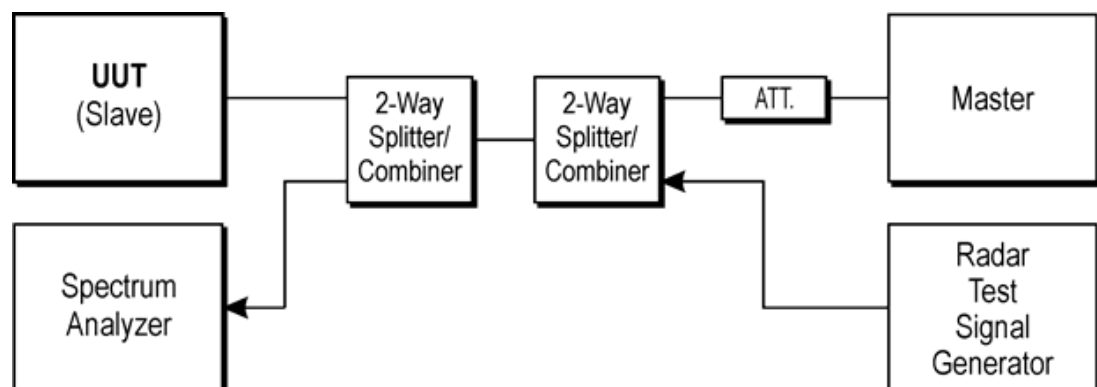 UUT
(Slave)
2-Way
Splitter/
Combiner
2-Way
Splitter/
Combiner
ATT.
Master
Spectrum
Analyzer
Radar
Test
Signal
Generator